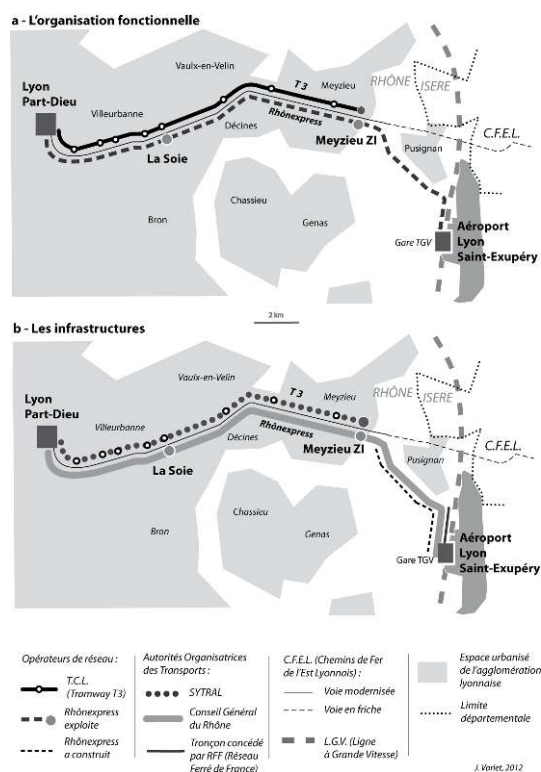 a - L'organisation fonctionnelle
Vaulx-en-Velin
T3
Meyzieu
RHÔNE
ISERE
Lyon
Part-Dieu
Villeurbanne
Rhônexpress
Décines
C.F.E.L.
La Soie
Meyzieu ZI
Pusignan
Chassieu
Bron
Genas
Gare TGV
Aéroport
Lyon
Saint-Exupéry
2 km
b - Les infrastructures
Vaulx-en-Velin
T3
Meyzieu
RHÔNE
ISERE
Lyon
Part-Dieu
Villeurbanne
Rhônexpress
Décines
C.F.E.L.
La Soie
Meyzieu ZI
Pusignan
Chassieu
Bron
Genas
Gare TGV
Aéroport
Lyon
Saint-Exupéry
Opérateurs de réseau :
T.C.L.
(Tramway T3)
Rhônexpress
exploite
Rhônexpress
a construit
Autorités Organisatrices
des Transports :
SYTRAL
Conseil Général
du Rhône
Tronçon concédé
par RFF (Réseau
Ferré de France)
C.F.E.L. (Chemins de Fer
de l'Est Lyonnais) :
Voie modernisée
Voie en friche
L.G.V. (Ligne
à Grande Vitesse)
Espace urbanisé
de l'agglomération
lyonnaise
Limite
départementale
J. Varlet, 2012